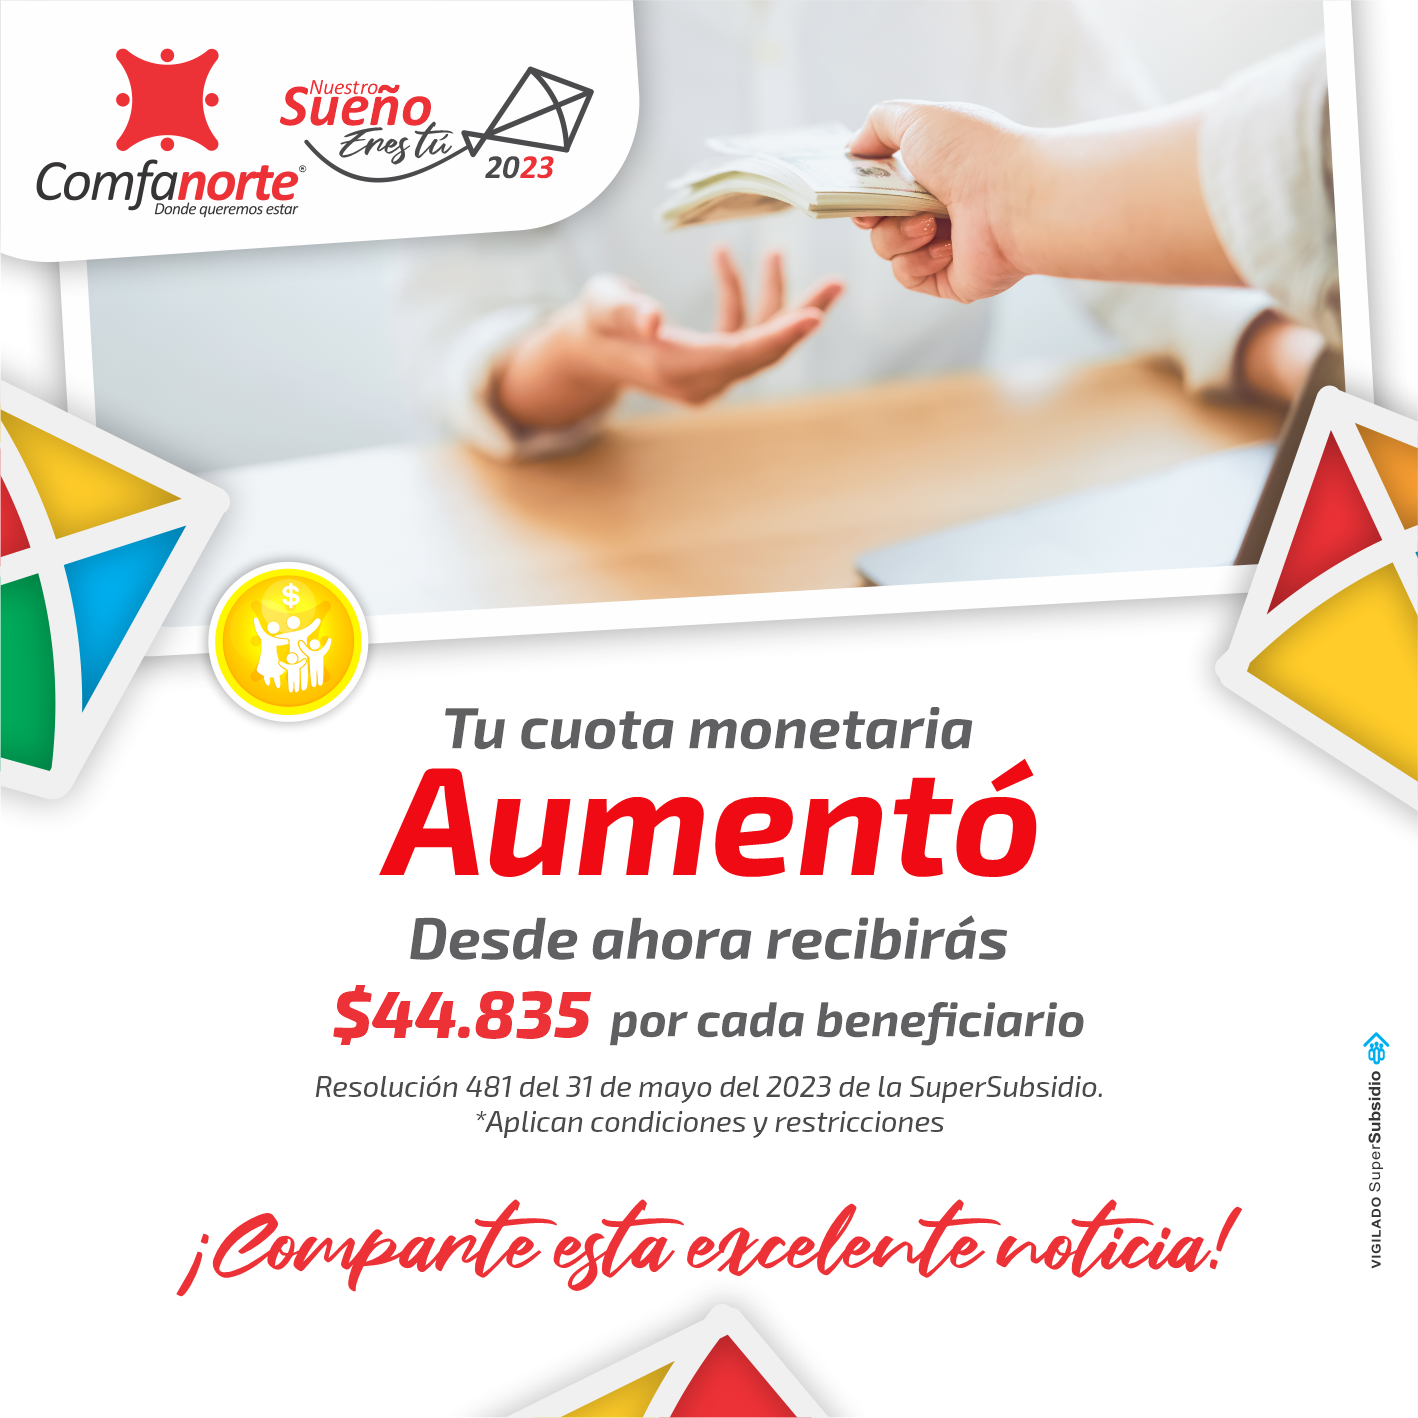 Comfanorte®
Donde queremos estar
Nuestro
Sueño
Eres tú
2023
$
Tu cuota monetaria
Aumentó
Desde ahora recibirás
$44.835 por cada beneficiario
Resolución 481 del 31 de mayo del 2023 de la SuperSubsidio.
*Aplican condiciones y restricciones
¡Comparte esta excelente noticia!
VIGILADO SuperSubsidio